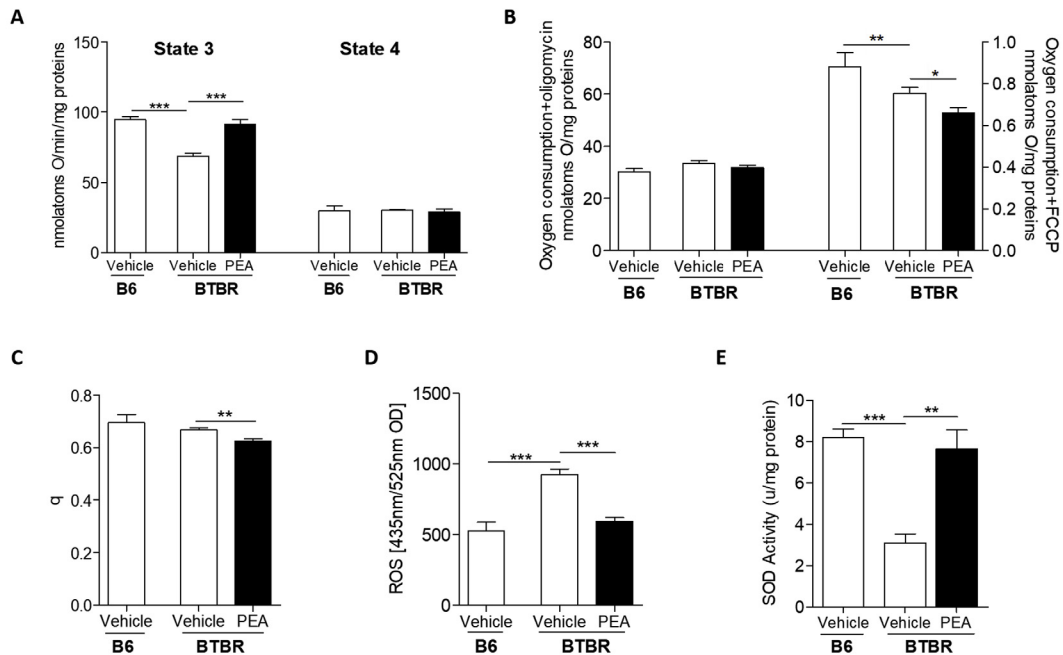 A
nmolatoms O/min/mg proteins
150
100
50
0
State 3
State 4
***
***
Vehicle
Vehicle
PEA
Vehicle
Vehicle
PEA
B6
BTBR
B6
BTBR
B
Oxygen consumption+oligomycin
nmolatoms O/mg proteins
80
60
40
20
0
**
*
1.0
0.8
0.6
0.4
0.2
0.0
Oxygen consumption+FCCP
nmolatoms O/mg proteins
Vehicle
Vehicle
PEA
Vehicle
Vehicle
PEA
B6
BTBR
B6
BTBR
C
q
0.8
0.6
0.4
0.2
0.0
**
Vehicle
Vehicle
PEA
B6
BTBR
D
ROS [435nm/525nm OD]
1500
1000
500
0
***
***
Vehicle
Vehicle
PEA
B6
BTBR
E
SOD Activity (u/mg protein)
10
8
6
4
2
0
***
**
Vehicle
Vehicle
PEA
B6
BTBR